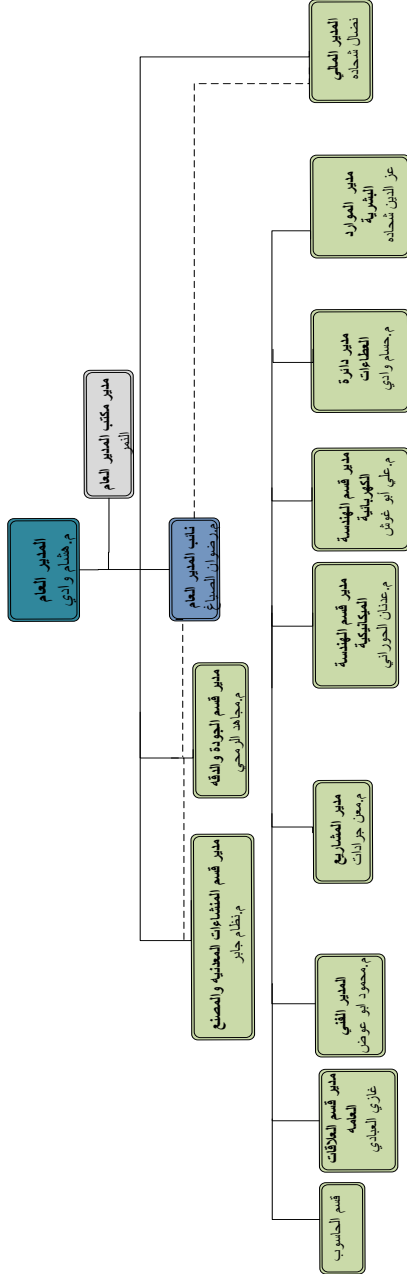 المدير العام
م.هشام وادي
مدير مكتب المدير العام
النمر
نائب المدير العام
م.رضوان الصباغ
المدير المالي
نضال شحاده
مدير قسم الجودة والدقه
م.مجاهد الرمحي
مدير قسم المنشاءات المعدنيه والمصنع
م.نظام جابر
مدير الموارد
البشرية
عز الدين شحاده
مدير دائرة
العطاءات
م.حسام وادي
مدير قسم الهندسة
الكهربائية
م.علي أبو غوش
مدير قسم الهندسة
الميكانيكية
م.عدنان الحوراني
مدير المشاريع
م.معن جرادات
المدير الفني
م.محمود ابو عوض
مدير قسم العلاقات
العامه
غازي العبادي
قسم الحاسوب